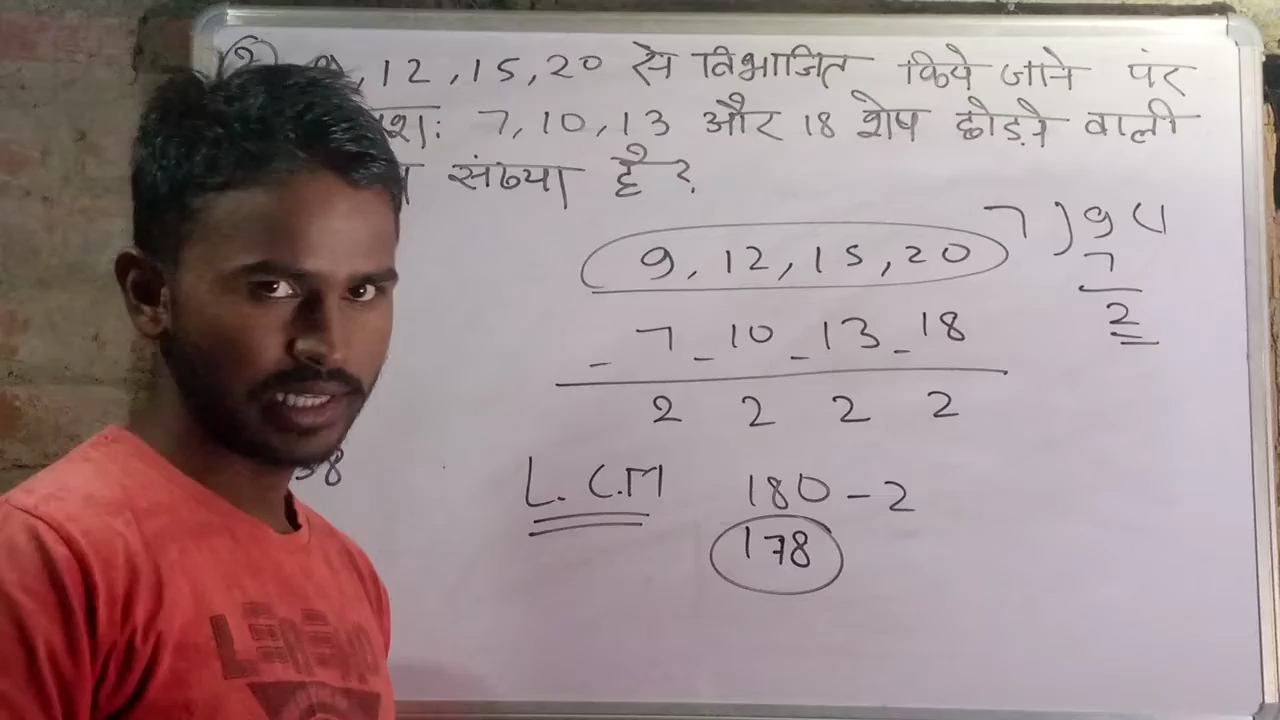 9, 12, 15, 20 से विभाजित किये जाने पर
7, 10, 13 और 18 शेष छोड़ने वाली
संख्या है ?
9, 12, 15, 20
7 ) 9 (
7
2
- 7 - 10 - 13 - 18
2 2 2 2
L.C.M 180 - 2
178